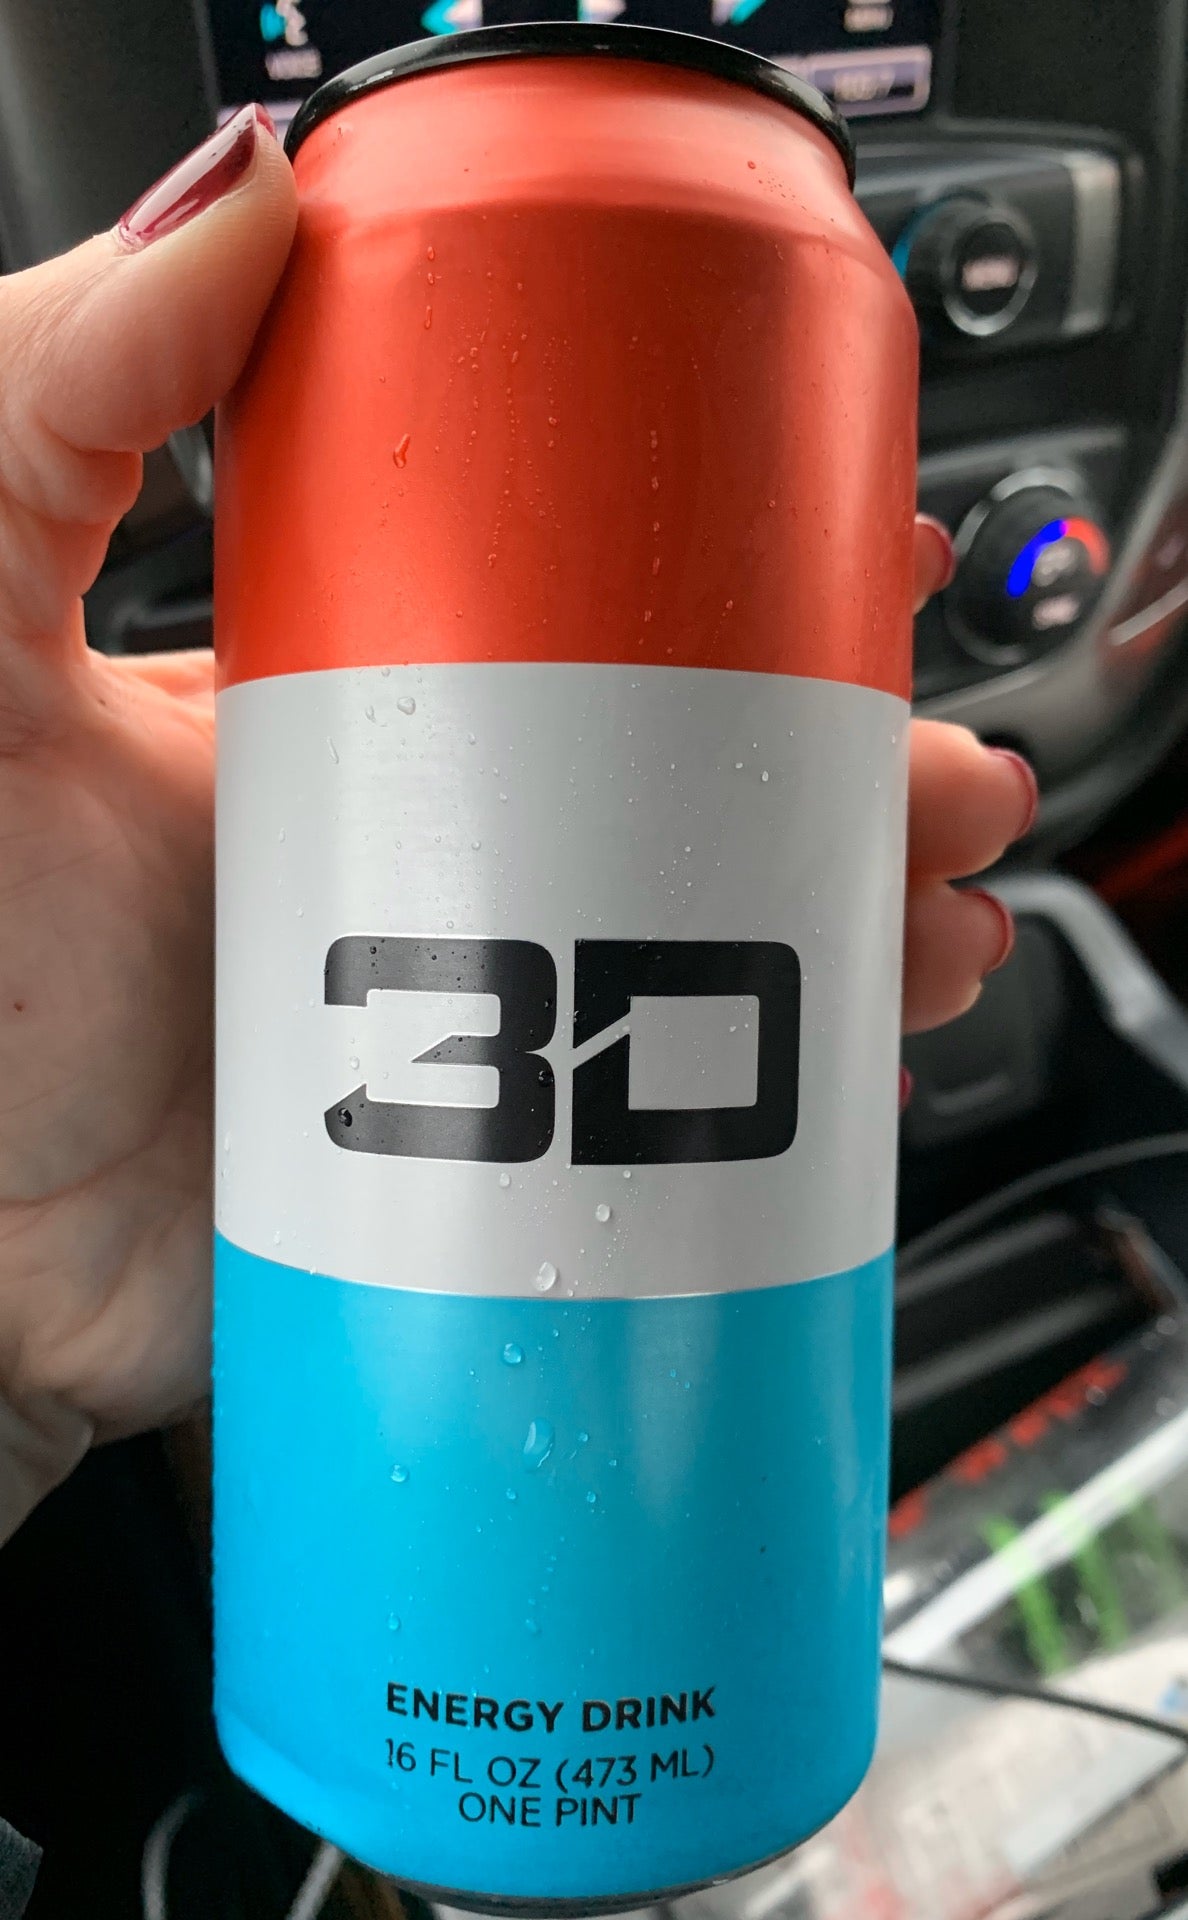 3D
ENERGY DRINK
16 FL OZ (473 ML)
ONE PINT